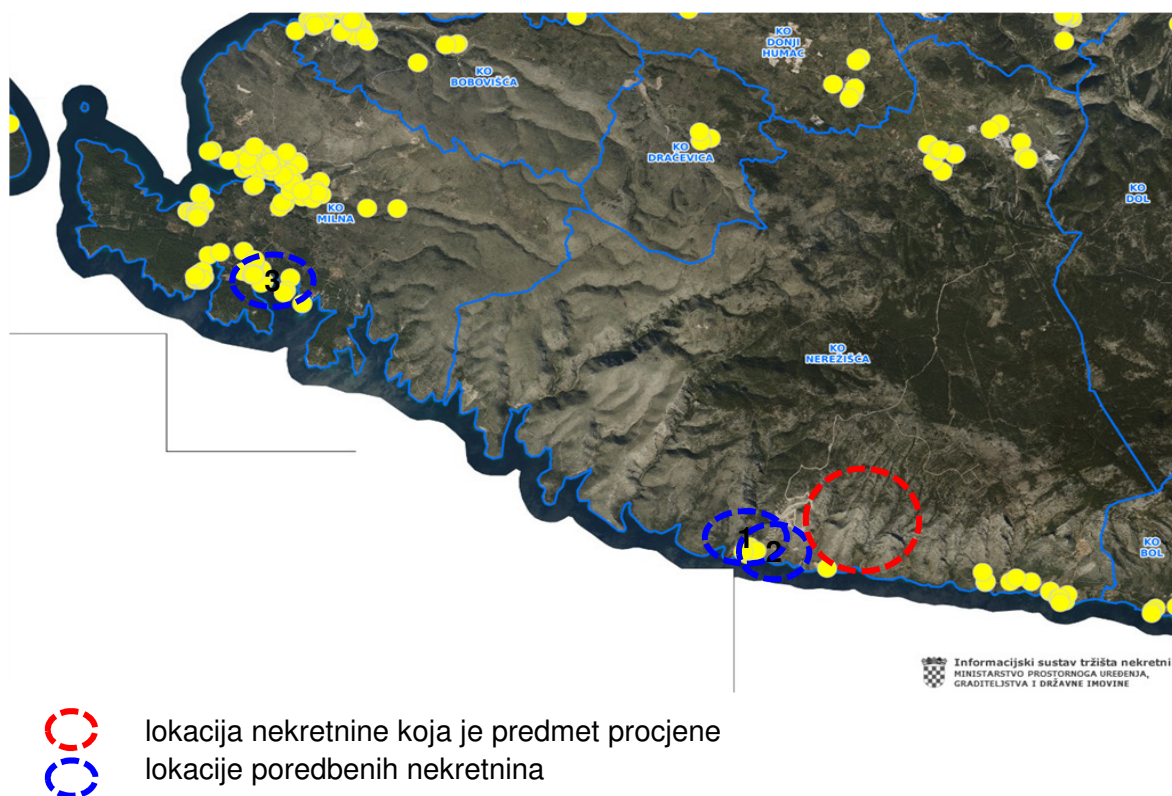 KO
DONJI
HUMAC
KO
BOBOVIŠĆA
KO
DRAČEVICA
KO
DOL
KO
MILNA
3
KO
NEREŽIŠĆA
1
2
KO
BOL
Informacijski sustav tržišta nekretni
MINISTARSTVO PROSTORNOGA UREĐENJA,
GRADITELJSTVA I DRŽAVNE IMOVINE
lokacija nekretnine koja je predmet procjene
lokacije poredbenih nekretnina